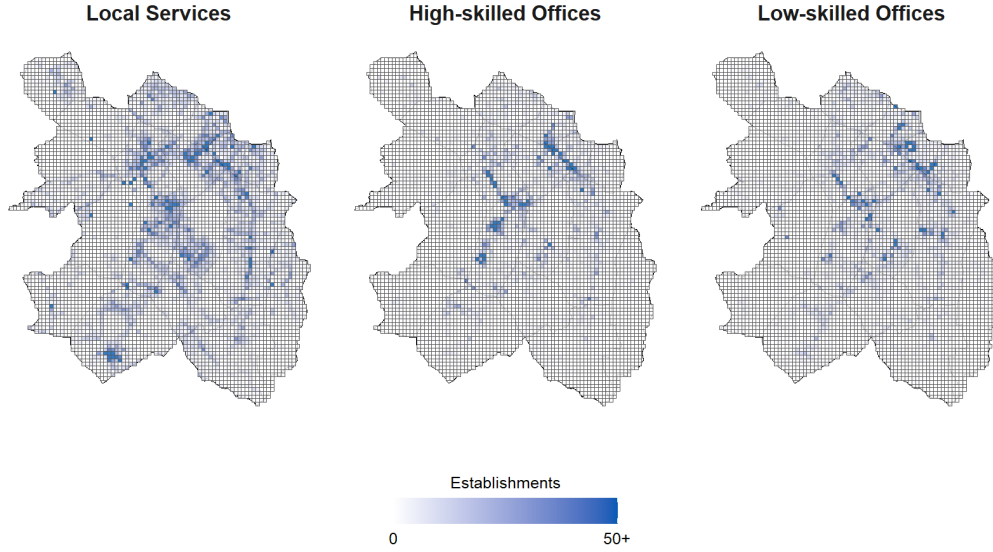 Local Services
High-skilled Offices
Low-skilled Offices
Establishments
0
50+